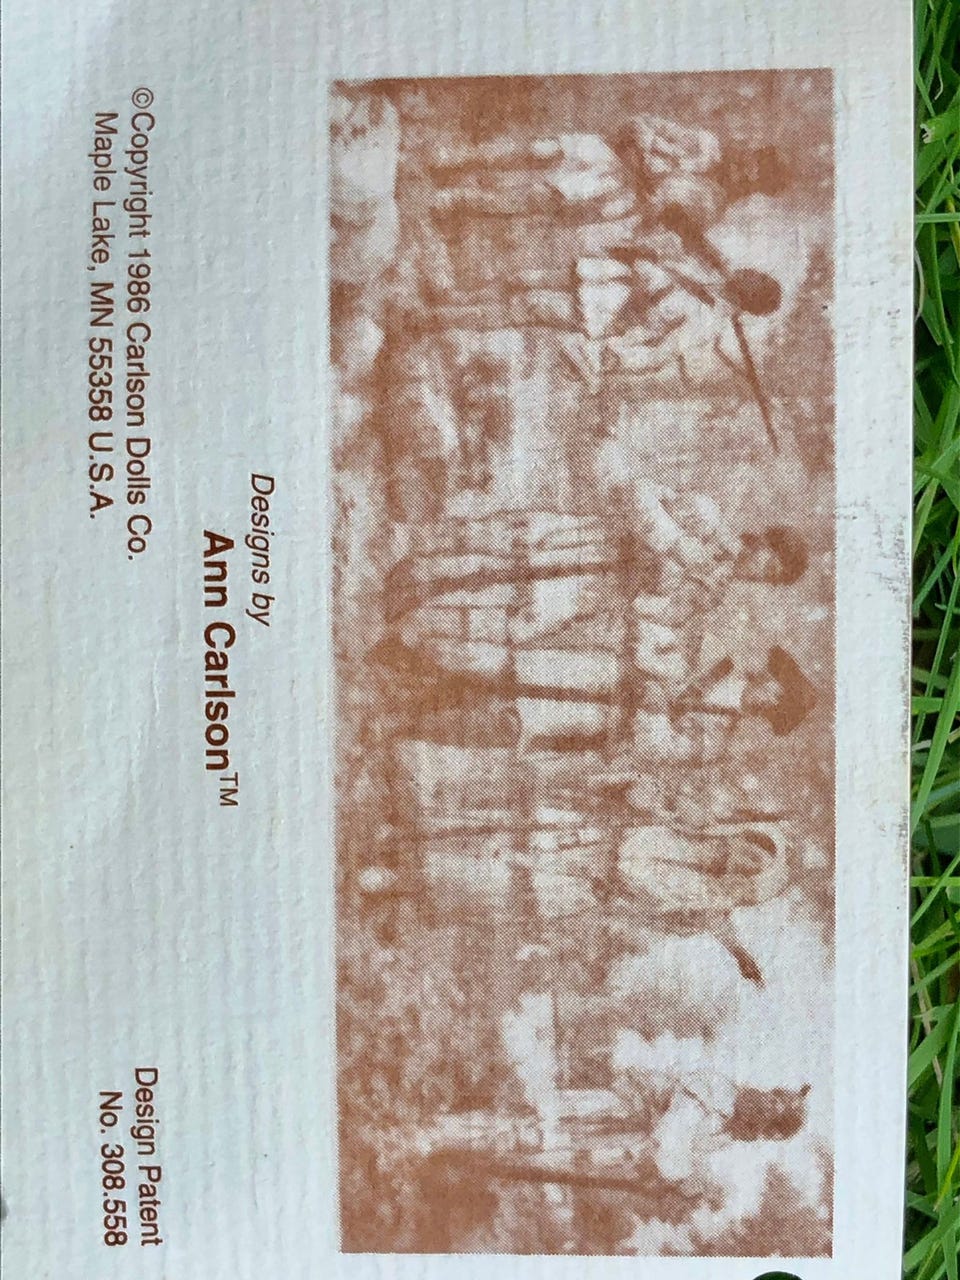 Designs by
Ann Carlson™
©Copyright 1986 Carlson Dolls Co.
Maple Lake, MN 55358 U.S.A.
Design Patent
No. 308.558